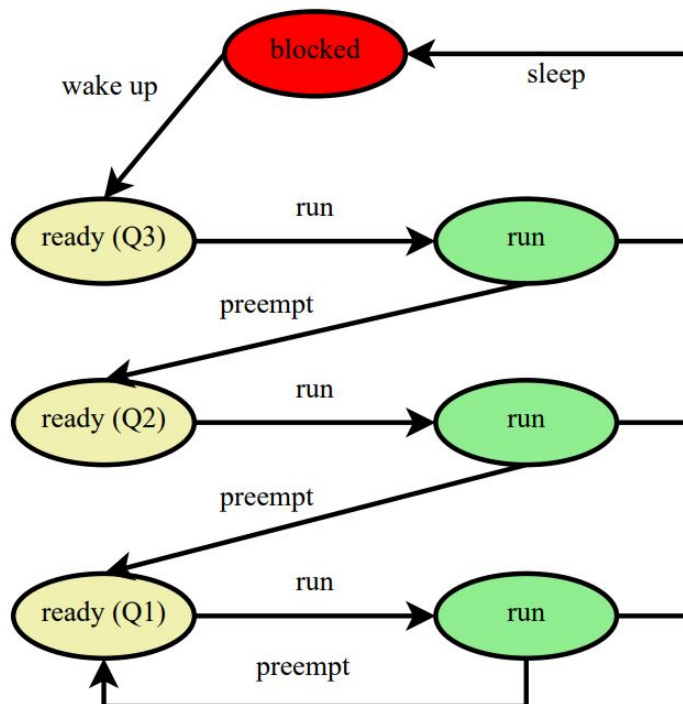 blocked
wake up
sleep
ready (Q3)
run
run
preempt
ready (Q2)
run
run
preempt
ready (Q1)
run
run
preempt